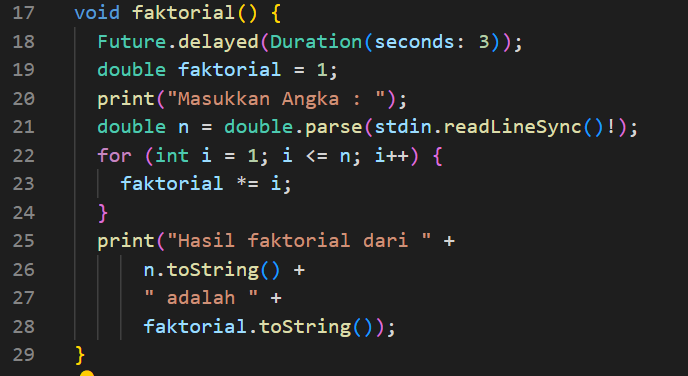 17 void faktorial() {
18 Future.delayed(Duration(seconds: 3));
19 double faktorial = 1;
20 print("Masukkan Angka : ");
21 double n = double.parse(stdin.readLineSync()!);
22 for (int i = 1; i <= n; i++) {
23 faktorial *= i;
24 }
25 print("Hasil faktorial dari " +
26 n.toString() +
27 " adalah " +
28 faktorial.toString());
29 }